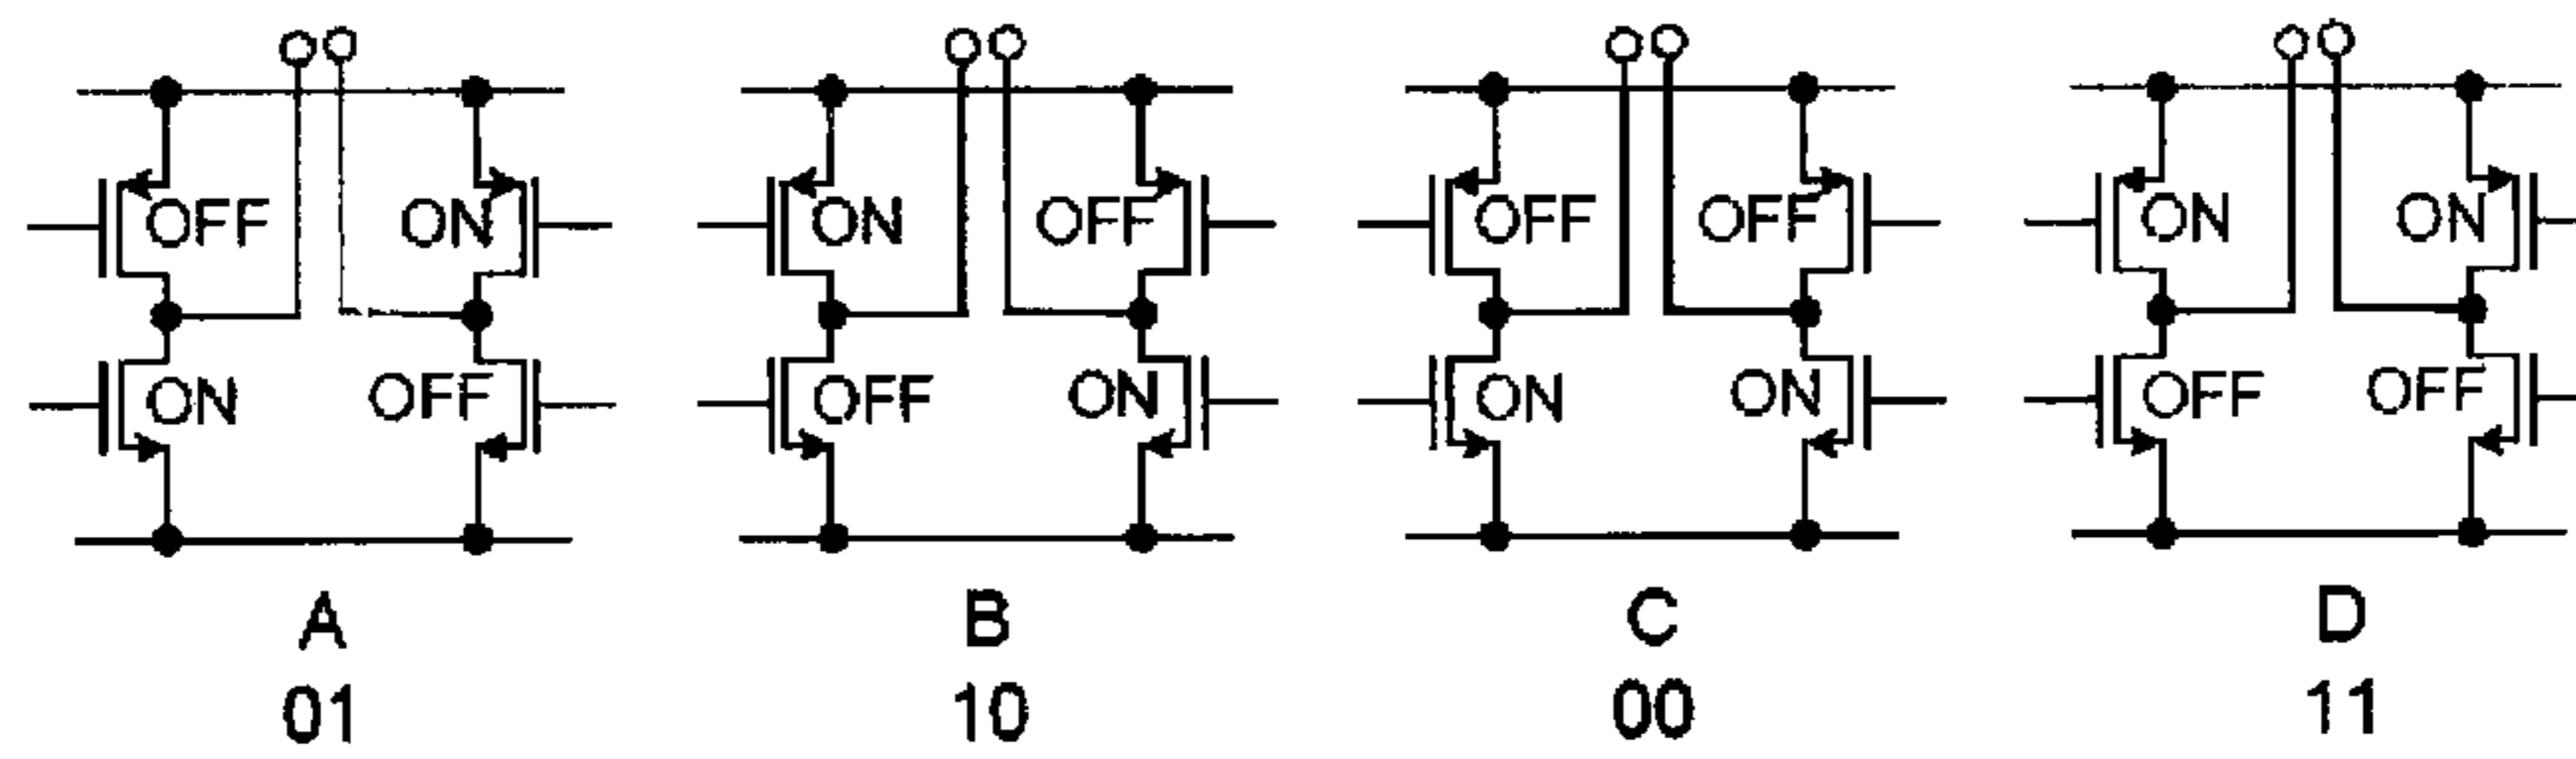 OFF ON ON OFF OFF OFF ON ON
ON OFF OFF ON ON ON OFF OFF
A B C D
01 10 00 11